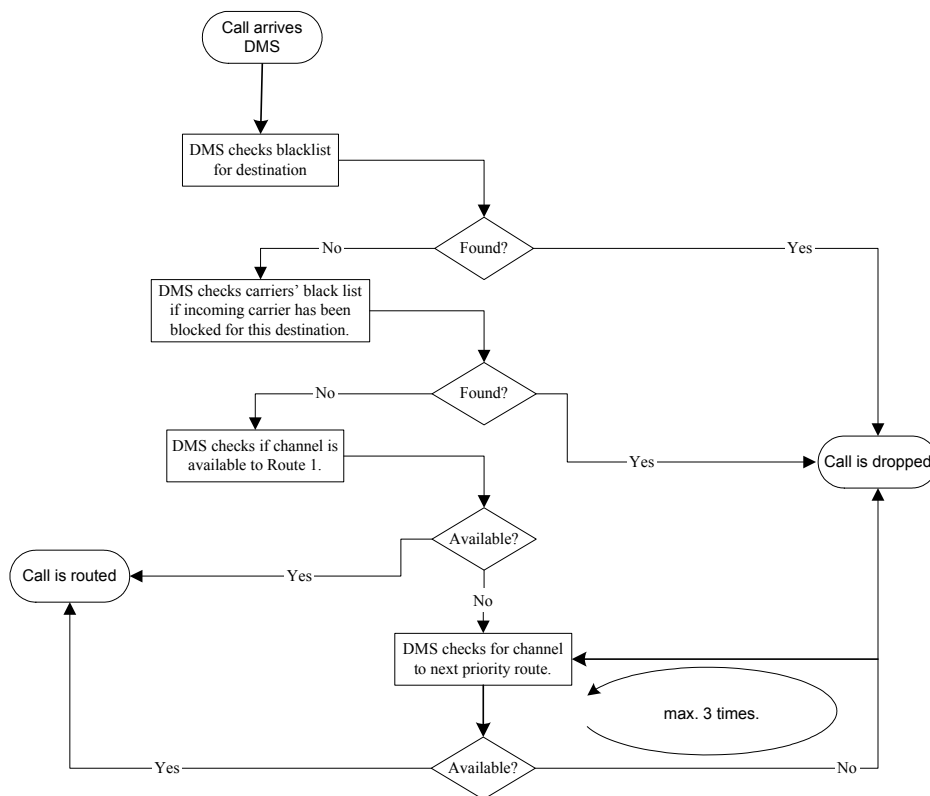 Call arrives
DMS
DMS checks blacklist
for destination
No
Found?
Yes
DMS checks carriers’ black list
if incoming carrier has been
blocked for this destination.
No
Found?
DMS checks if channel is
available to Route 1.
Yes
Call is dropped
Available?
Call is routed
Yes
No
DMS checks for channel
to next priority route.
max. 3 times.
Yes
Available?
No